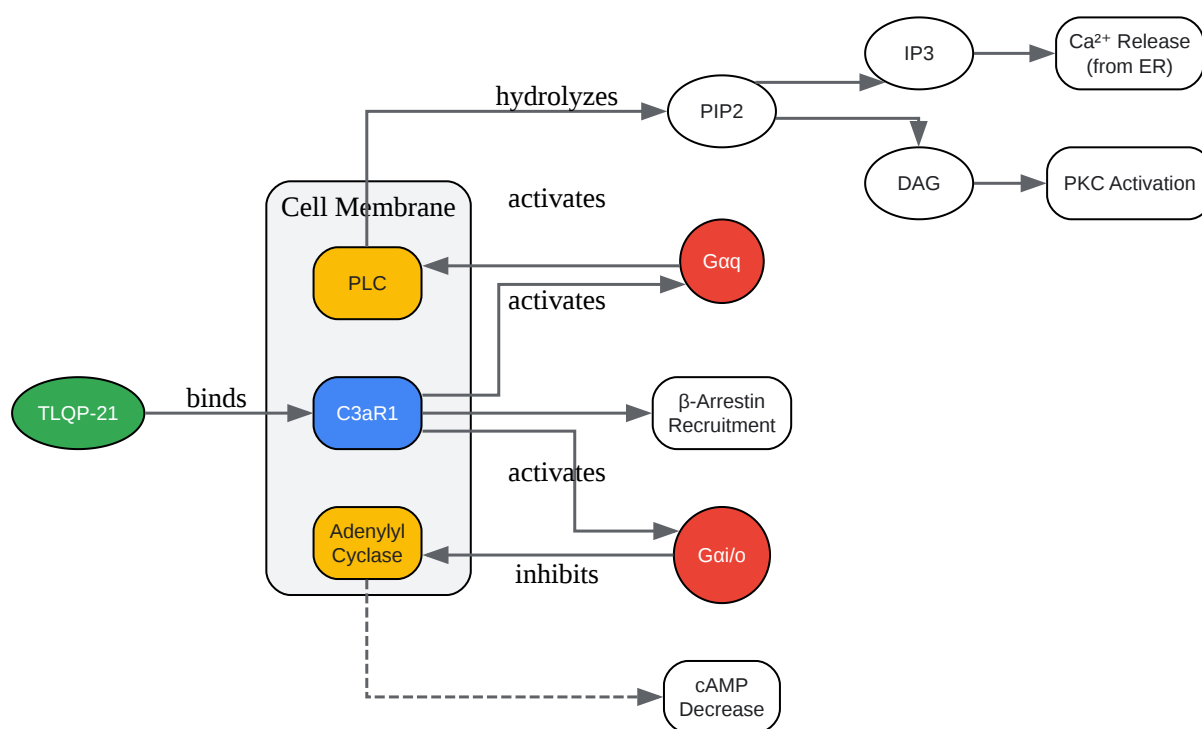 IP3
Ca²⁺ Release
(from ER)
hydrolyzes
PIP2
DAG
PKC Activation
Cell Membrane
activates
PLC
Gαq
activates
TLQP-21
binds
C3aR1
β-Arrestin
Recruitment
activates
Adenylyl
Cyclase
inhibits
Gαi/o
cAMP
Decrease